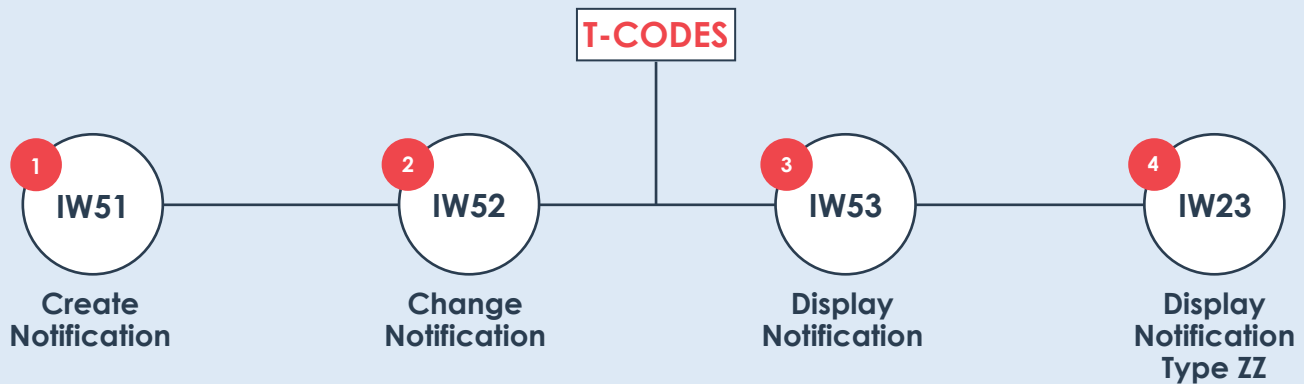 T-CODES
1
IW51
Create
Notification
2
IW52
Change
Notification
3
IW53
Display
Notification
4
IW23
Display
Notification
Type ZZ